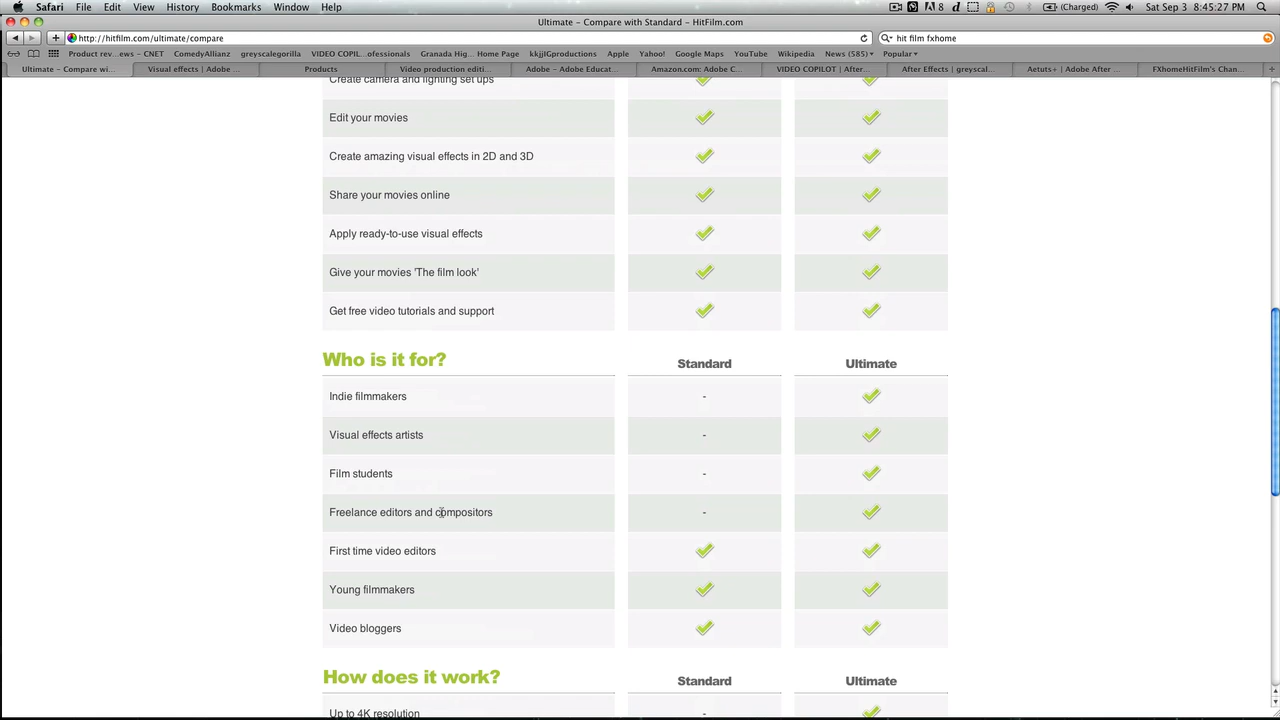 Safari File Edit View History Bookmarks Window Help 8 (Charged) Sat Sep 3 8:45:27 PM
Ultimate – Compare with Standard – HitFilm.com
http://hitfilm.com/ultimate/compare hit film fxhome
Product rev...ews – CNET ComedyAllianz greyscalegorilla VIDEO COPIL...ofessionals Granada Hig...Home Page kkjjlGproductions Apple Yahoo! Google Maps YouTube Wikipedia News (585) Popular
Ultimate – Compare wi... Visual effects | Adobe ... Products Video production editi... Adobe – Adobe Educat... Amazon.com: Adobe C... VIDEO COPILOT | After... After Effects | greyscal... Aetuts+ | Adobe After ... FXhomeHitFilm's Chan...
Create camera and lighting set ups
Edit your movies
Create amazing visual effects in 2D and 3D
Share your movies online
Apply ready-to-use visual effects
Give your movies 'The film look'
Get free video tutorials and support
Who is it for? Standard Ultimate
Indie filmmakers -
Visual effects artists -
Film students -
Freelance editors and compositors -
First time video editors
Young filmmakers
Video bloggers
How does it work? Standard Ultimate
Up to 4K resolution -